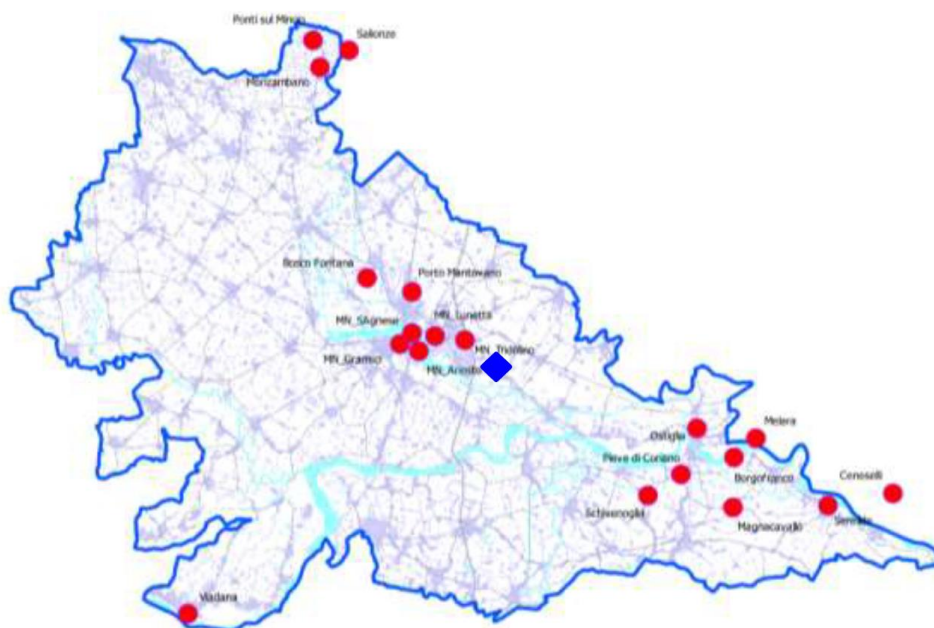 Ponti sul Mincio
Salionze
Monzambano
Bosco Fontana
Porto Mantovano
MN_SAgnese
MN_Lunetta
MN_Gramsci
MN_Tridolino
MN_Ariosto
Ostiglia
Melara
Pieve di Coriano
Borgofranco
Ceneselli
Schivenoglia
Magnacavallo
Sermide
Viadana